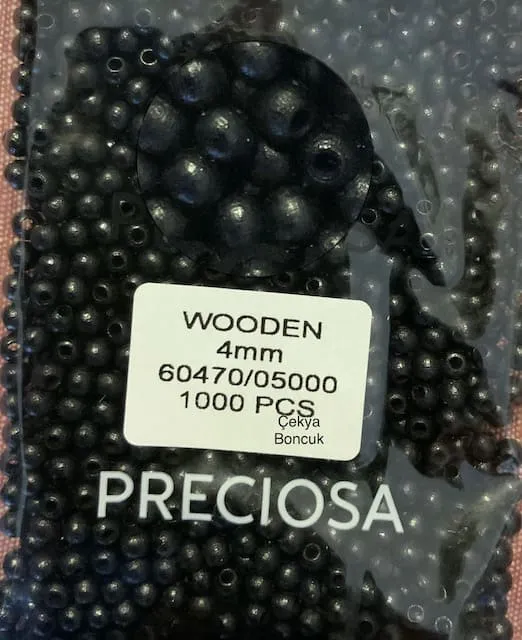 WOODEN
4mm
60470/05000
1000 PCS
Çekya
Boncuk
PRECIOSA